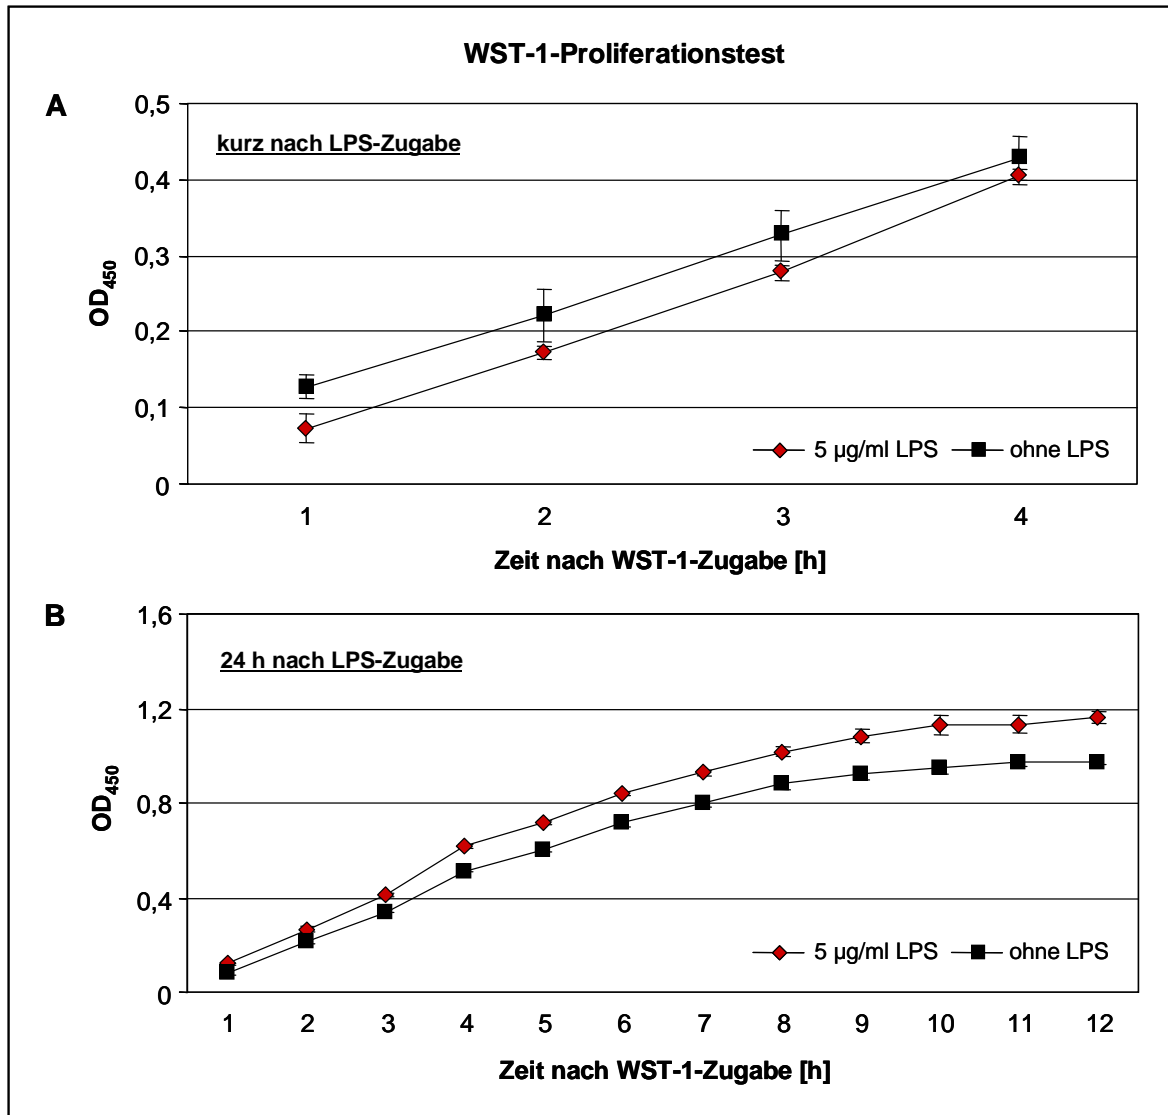 WST-1-Proliferationstest
A
kurz nach LPS-Zugabe
0,5
0,4
0,3
0,2
0,1
0
OD450
5 µg/ml LPS
ohne LPS
1 2 3 4
Zeit nach WST-1-Zugabe [h]
B
24 h nach LPS-Zugabe
1,6
1,2
0,8
0,4
0
OD450
5 µg/ml LPS
ohne LPS
1 2 3 4 5 6 7 8 9 10 11 12
Zeit nach WST-1-Zugabe [h]